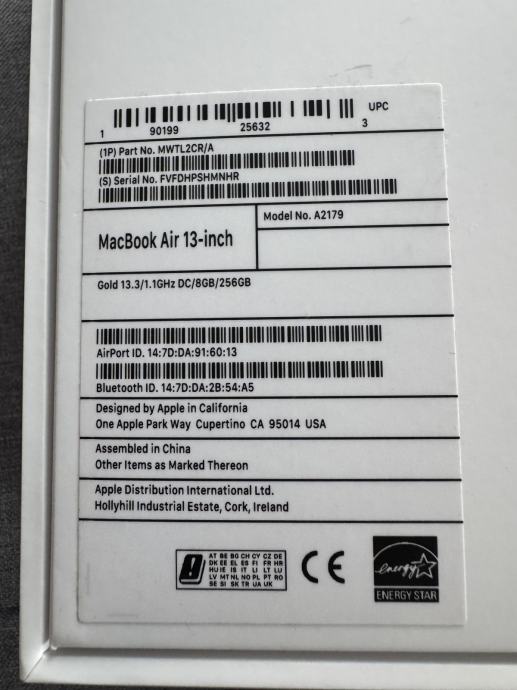 UPC
1 90199 25632 3
(1P) Part No. MWTL2CR/A
(S) Serial No. FVFDHPSHMNHR
MacBook Air 13-inch
Model No. A2179
Gold 13.3/1.1GHz DC/8GB/256GB
AirPort ID. 14:7D:DA:91:60:13
Bluetooth ID. 14:7D:DA:2B:54:A5
Designed by Apple in California
One Apple Park Way Cupertino CA 95014 USA
Assembled in China
Other Items as Marked Thereon
Apple Distribution International Ltd.
Hollyhill Industrial Estate, Cork, Ireland
AT BE BG CH CY CZ DE
DK EE EL ES FI FR HR
HU IE IS IT LI LT LU
LV MT NL NO PL PT RO
SE SI SK TR UA UK
CE
energy
ENERGY STAR